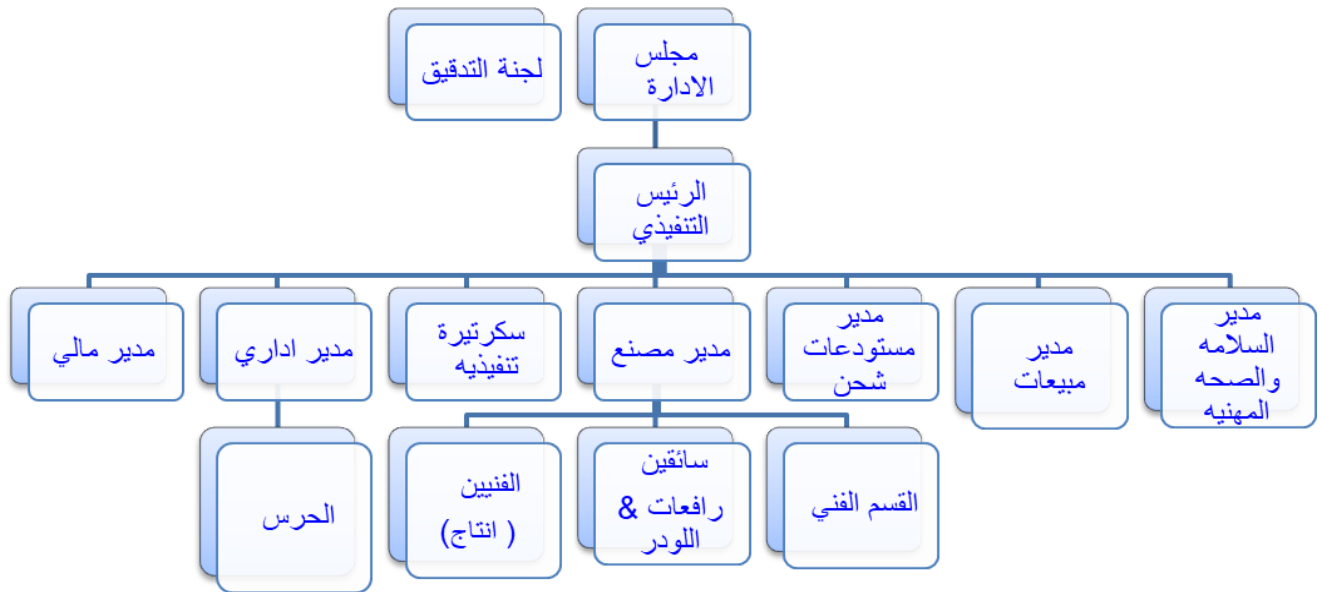 مجلس
الادارة
لجنة التدقيق
الرئيس
التنفيذي
مدير
السلامه
والصحه
المهنيه
مدير
مبيعات
مدير
مستودعات
شحن
مدير مصنع
سكرتيرة
تنفيذيه
مدير اداري
مدير مالي
القسم الفني
سائقين
رافعات &
اللودر
الفنيين
( انتاج)
الحرس